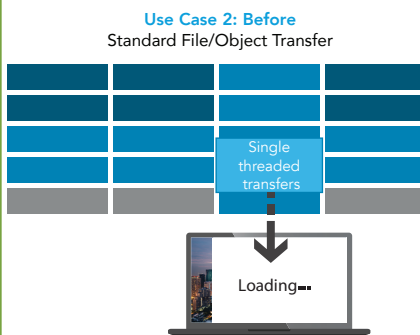 Use Case 2: Before
Standard File/Object Transfer
Single
threaded
transfers
Loading...